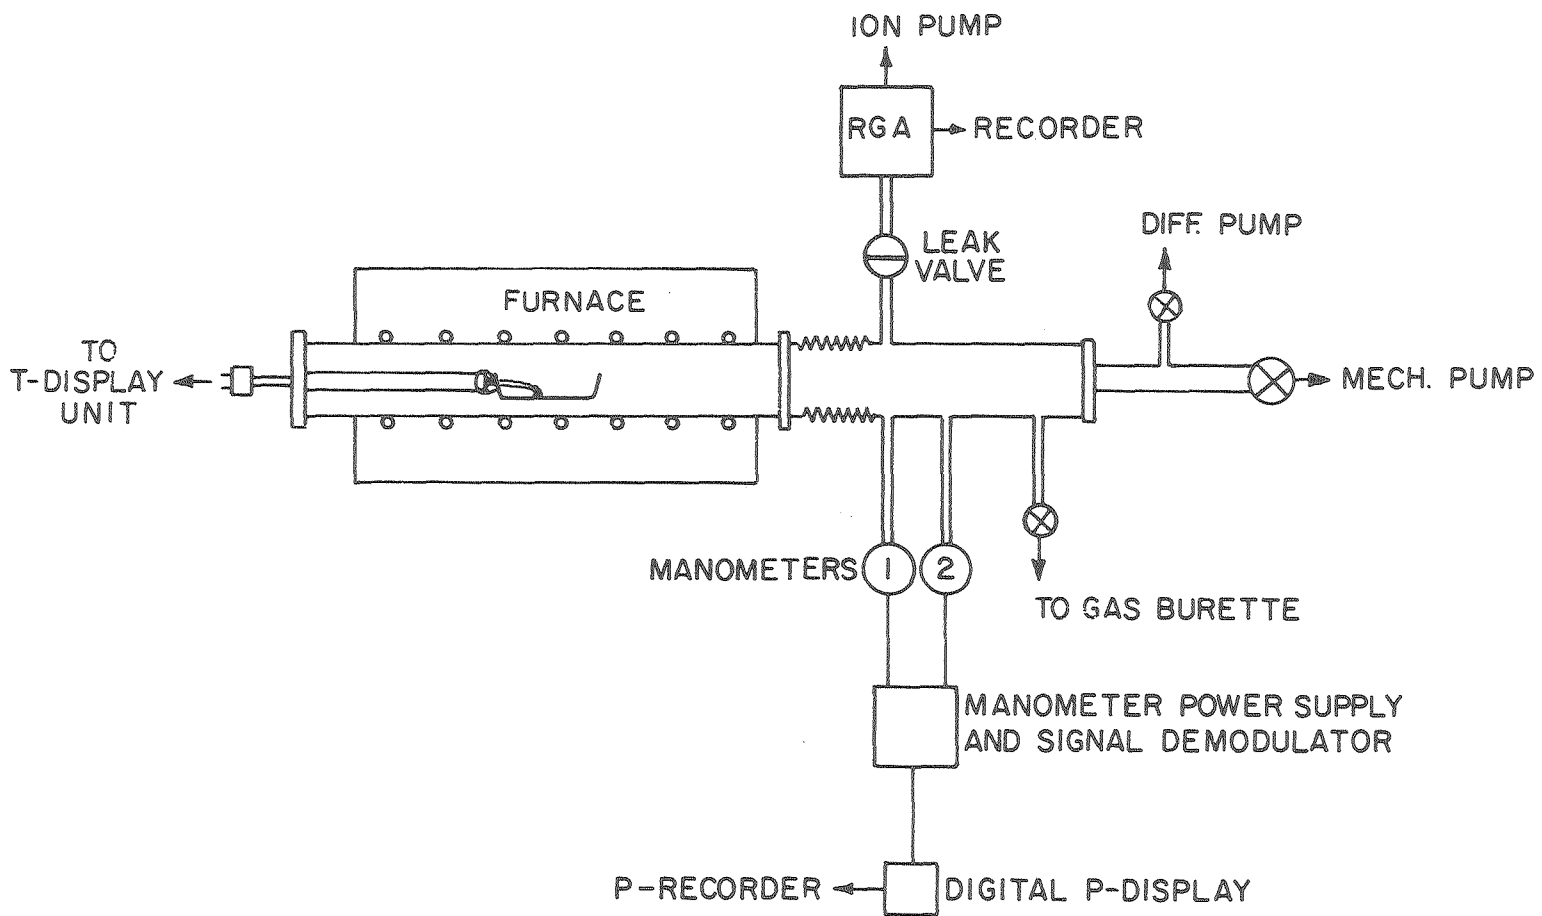 ION PUMP
RGA
RECORDER
LEAK
VALVE
DIFF. PUMP
FURNACE
TO
T-DISPLAY
UNIT
MECH. PUMP
MANOMETERS
1
2
TO GAS BURETTE
MANOMETER POWER SUPPLY
AND SIGNAL DEMODULATOR
P-RECORDER
DIGITAL P-DISPLAY